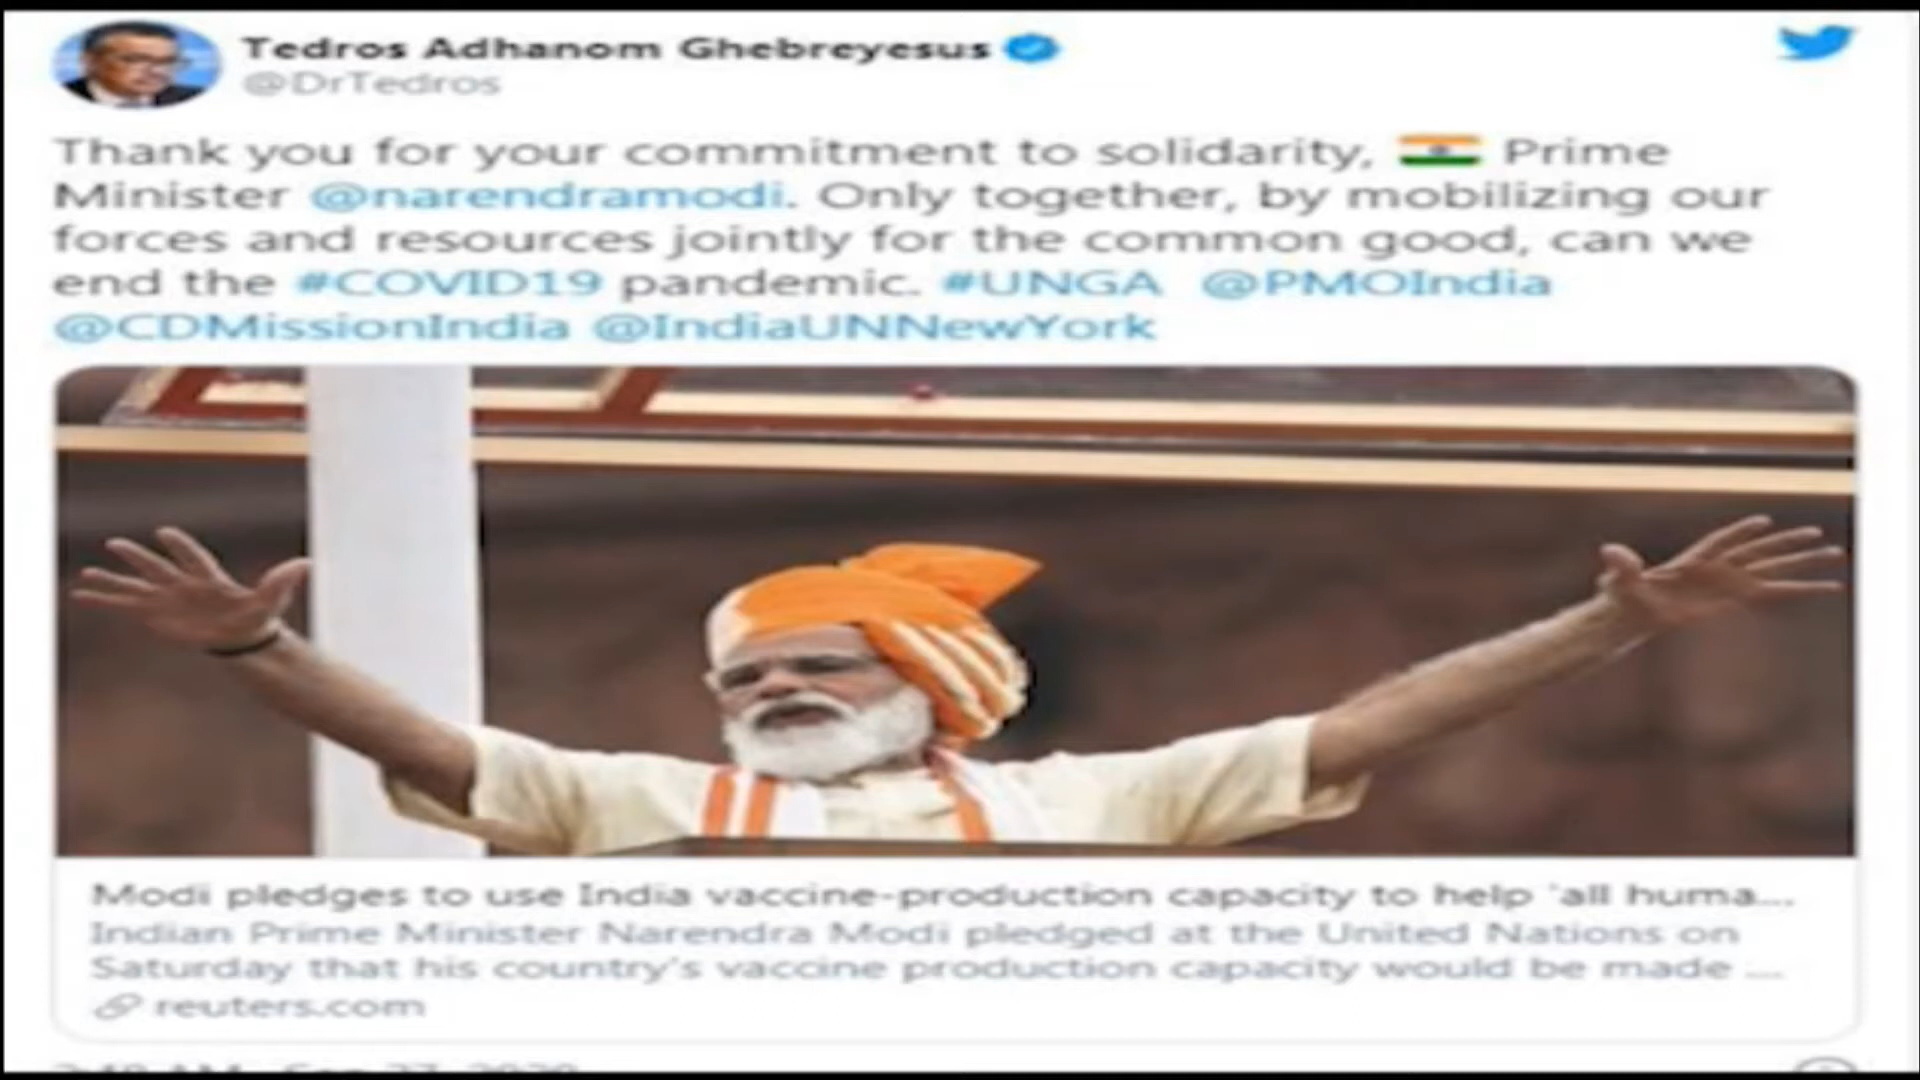 Tedros Adhanom Ghebreyesus
@DrTedros
Thank you for your commitment to solidarity, 🇮🇳 Prime
Minister @narendramodi. Only together, by mobilizing our
forces and resources jointly for the common good, can we
end the #COVID19 pandemic. #UNGA @PMOIndia
@CDMissionIndia @IndiaUNNewYork
Modi pledges to use India vaccine-production capacity to help 'all huma...
Indian Prime Minister Narendra Modi pledged at the United Nations on
Saturday that his country's vaccine production capacity would be made ...
reuters.com